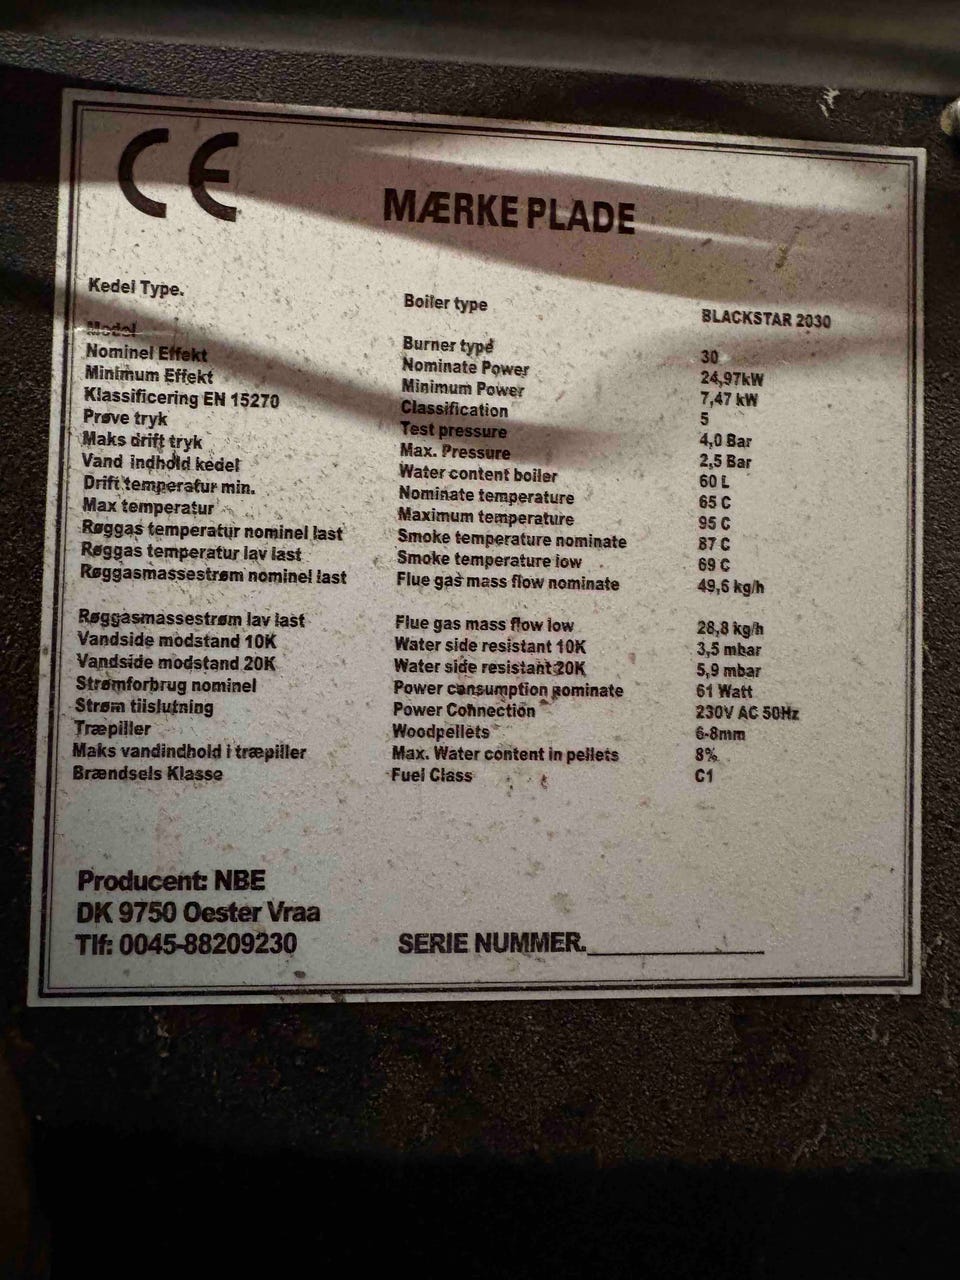 CE
MÆRKE PLADE
Kedel Type. Boiler type BLACKSTAR 2030
Model Burner type 30
Nominel Effekt Nominate Power 24,97kW
Minimum Effekt Minimum Power 7,47 kW
Klassificering EN 15270 Classification 5
Prøve tryk Test pressure 4,0 Bar
Maks drift tryk Max. Pressure 2,5 Bar
Vand indhold kedel Water content boiler 60 L
Drift temperatur min. Nominate temperature 65 C
Max temperatur Maximum temperature 95 C
Røggas temperatur nominel last Smoke temperature nominate 87 C
Røggas temperatur lav last Smoke temperature low 69 C
Røggasmassestrøm nominel last Flue gas mass flow nominate 49,6 kg/h
Røggasmassestrøm lav last Flue gas mass flow low 28,8 kg/h
Vandside modstand 10K Water side resistant 10K 3,5 mbar
Vandside modstand 20K Water side resistant 20K 5,9 mbar
Strømforbrug nominel Power consumption nominate 61 Watt
Strøm tilslutning Power Connection 230V AC 50Hz
Træpiller Woodpellets 6-8mm
Maks vandindhold i træpiller Max. Water content in pellets 8%
Brændsels Klasse Fuel Class C1
Producent: NBE
DK 9750 Oester Vraa
Tlf: 0045-88209230 SERIE NUMMER.